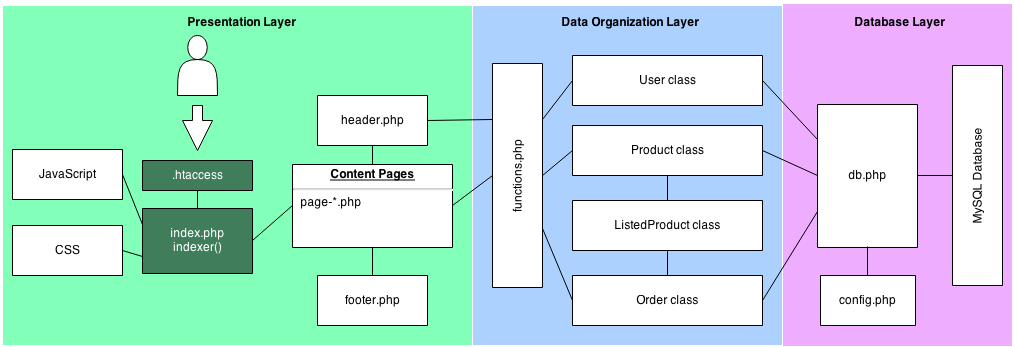 Presentation Layer
Data Organization Layer
Database Layer
header.php
JavaScript
.htaccess
Content Pages
page-*.php
index.php
indexer()
CSS
footer.php
functions.php
User class
Product class
ListedProduct class
Order class
db.php
config.php
MySQL Database